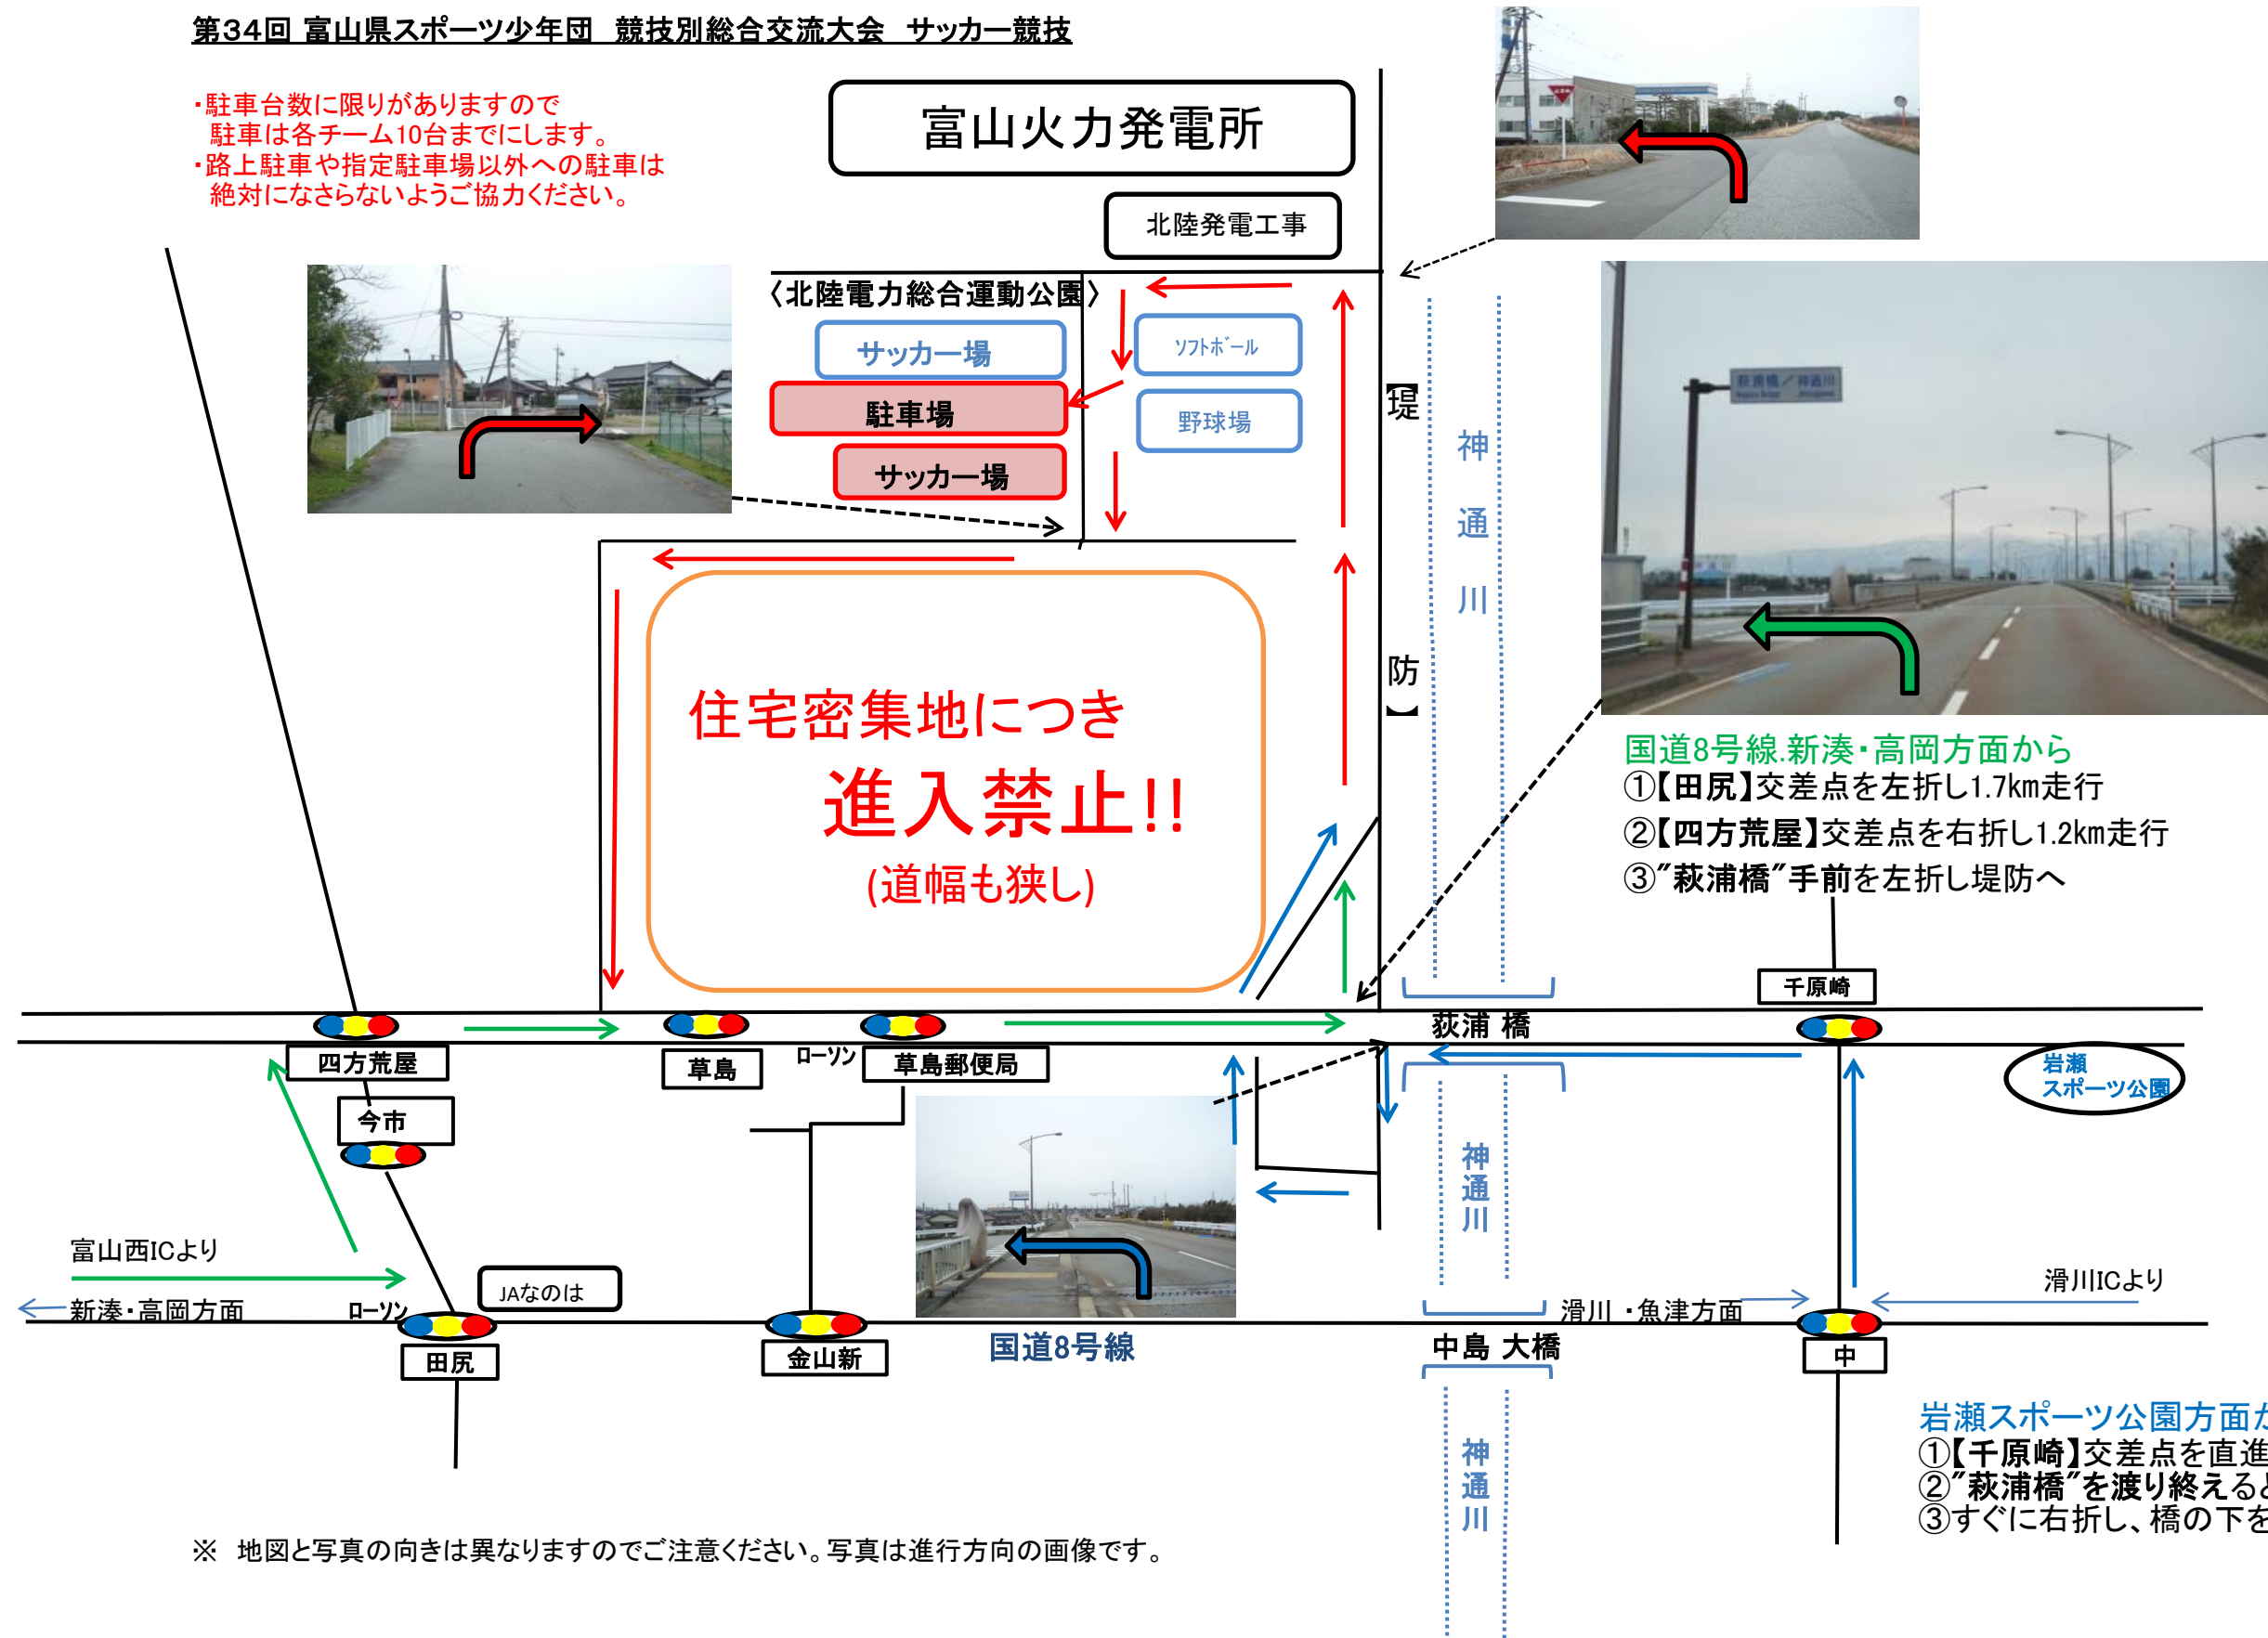 第34回 富山県スポーツ少年団　競技別総合交流大会　サッカー競技
・駐車台数に限りがありますので
駐車は各チーム10台までにします。
・路上駐車や指定駐車場以外への駐車は
絶対になさらないようご協力ください。
富山火力発電所
北陸発電工事
〈北陸電力総合運動公園〉
サッカー場
ソフトボール
駐車場
野球場
サッカー場
【堤
防】
神
通
川
萩浦橋／神通川
住宅密集地につき
進入禁止!!
(道幅も狭し)
国道8号線.新湊・高岡方面から
①【田尻】交差点を左折し1.7km走行
②【四方荒屋】交差点を右折し1.2km走行
③″萩浦橋″手前を左折し堤防へ
千原崎
荻浦 橋
四方荒屋
草島
ローソン
草島郵便局
岩瀬
スポーツ公園
今市
神
通
川
富山西ICより
新湊・高岡方面
ローソン
JAなのは
滑川ICより
滑川 ・魚津方面
田尻
金山新
国道8号線
中島 大橋
中
神
通
川
岩瀬スポーツ公園方面か
①【千原崎】交差点を直進
②″萩浦橋″を渡り終えると
③すぐに右折し、橋の下を
※　地図と写真の向きは異なりますのでご注意ください。写真は進行方向の画像です。